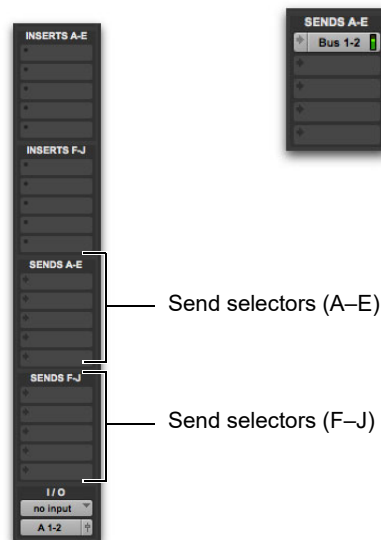 INSERTS A-E
INSERTS F-J
SENDS A-E
SENDS F-J
I / O
no input
A 1-2
SENDS A-E
Bus 1-2
Send selectors (A–E)
Send selectors (F–J)